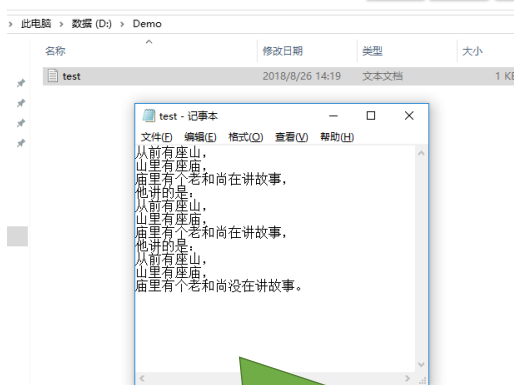 此电脑 > 数据 (D:) > Demo
名称 修改日期 类型 大小
test 2018/8/26 14:19 文本文档 1 KB
test - 记事本
文件(F) 编辑(E) 格式(O) 查看(V) 帮助(H)
从前有座山，
山里有座庙，
庙里有个老和尚在讲故事，
他讲的是：
从前有座山，
山里有座庙，
庙里有个老和尚在讲故事，
他讲的是：
从前有座山，
山里有座庙，
庙里有个老和尚没在讲故事。